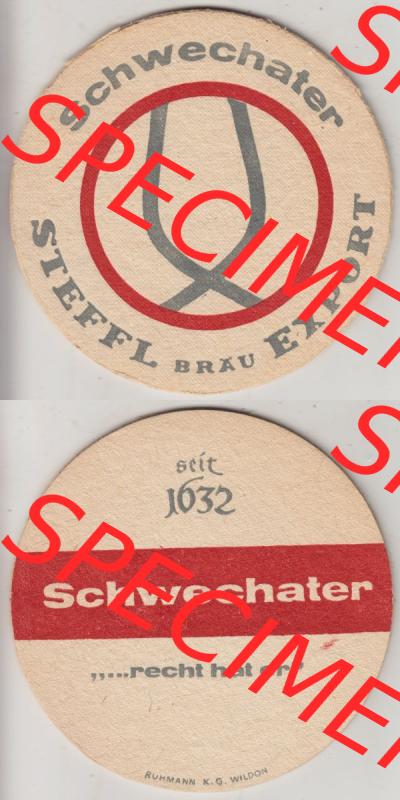 Schwechater
STEFFL BRÄU EXPORT
SPECIMEN
seit
1632
Schwechater
„...recht hat er"
RUHMANN K.G. WILDON
SPECIMEN